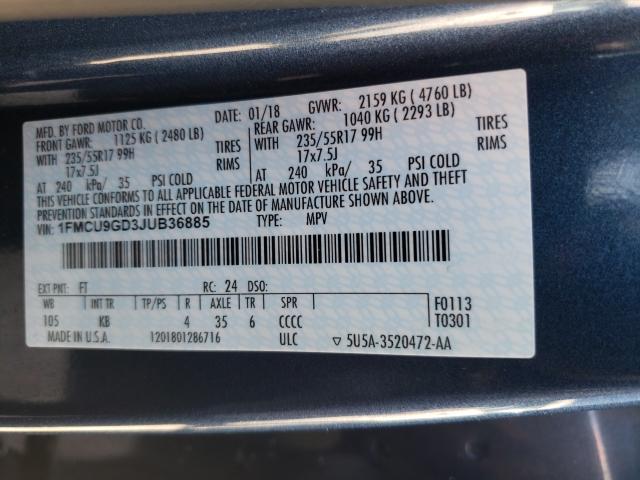 MFD. BY FORD MOTOR CO. DATE: 01/18 GVWR: 2159 KG ( 4760 LB)
FRONT GAWR: 1125 KG ( 2480 LB) REAR GAWR: 1040 KG ( 2293 LB)
WITH 235/55R17 99H TIRES WITH 235/55R17 99H TIRES
17x7.5J RIMS 17x7.5J RIMS
AT 240 kPa/ 35 PSI COLD AT 240 kPa/ 35 PSI COLD
THIS VEHICLE CONFORMS TO ALL APPLICABLE FEDERAL MOTOR VEHICLE SAFETY AND THEFT
PREVENTION STANDARDS IN EFFECT ON THE DATE OF MANUFACTURE SHOWN ABOVE.
VIN: 1FMCU9GD3JUB36885 TYPE: MPV
EXT PNT: FT RC: 24 DSO:
WB INT TR TP/PS R AXLE TR SPR F0113
105 KB 4 35 6 CCCC T0301
MADE IN U.S.A. 1201801286716 ULC ▽ 5U5A-3520472-AA